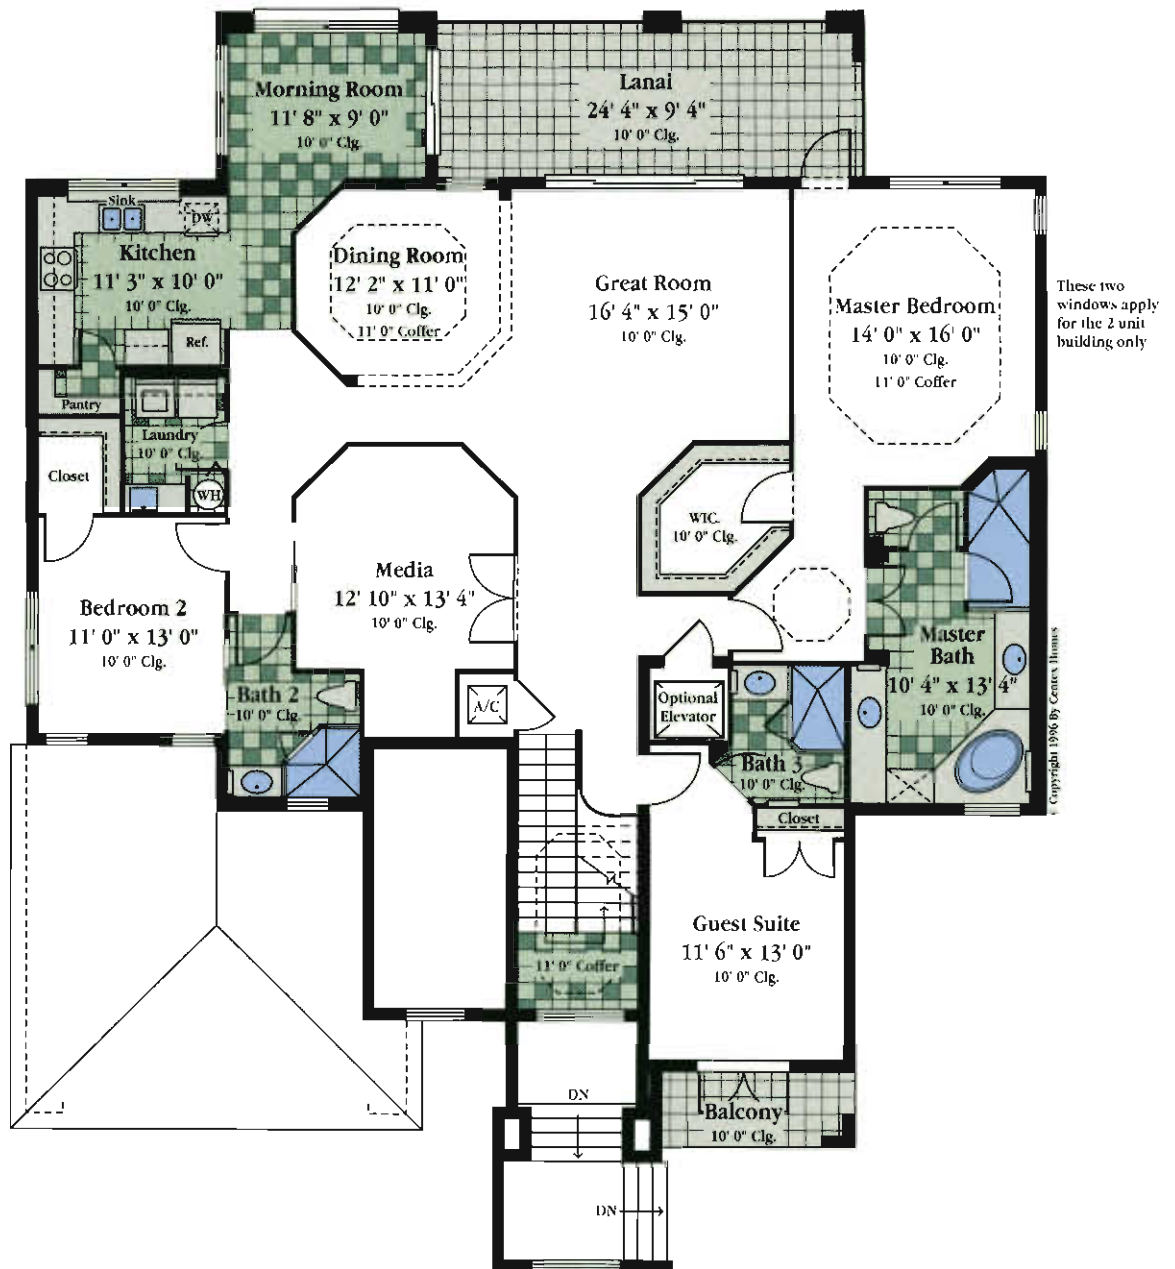 Morning Room
11' 8" x 9' 0"
10' 0" Clg.
Lanai
24' 4" x 9' 4"
10' 0" Clg.
Sink
DW
Kitchen
11' 3" x 10' 0"
10' 0" Clg.
Ref.
Pantry
Dining Room
12' 2" x 11' 0"
10' 0" Clg.
11' 0" Coffer
Great Room
16' 4" x 15' 0"
10' 0" Clg.
Master Bedroom
14' 0" x 16' 0"
10' 0" Clg.
11' 0" Coffer
These two
windows apply
for the 2 unit
building only
Laundry
10' 0" Clg.
WH
Closet
WIC.
10' 0" Clg.
Media
12' 10" x 13' 4"
10' 0" Clg.
Bedroom 2
11' 0" x 13' 0"
10' 0" Clg.
Master
Bath
10' 4" x 13' 4"
10' 0" Clg.
Bath 2
10' 0" Clg.
A/C
Optional
Elevator
Bath 3
10' 0" Clg.
Closet
© Copyright 1996 By Centex Homes
Guest Suite
11' 6" x 13' 0"
10' 0" Clg.
11' 0" Coffer
DN
Balcony
10' 0" Clg.
DN